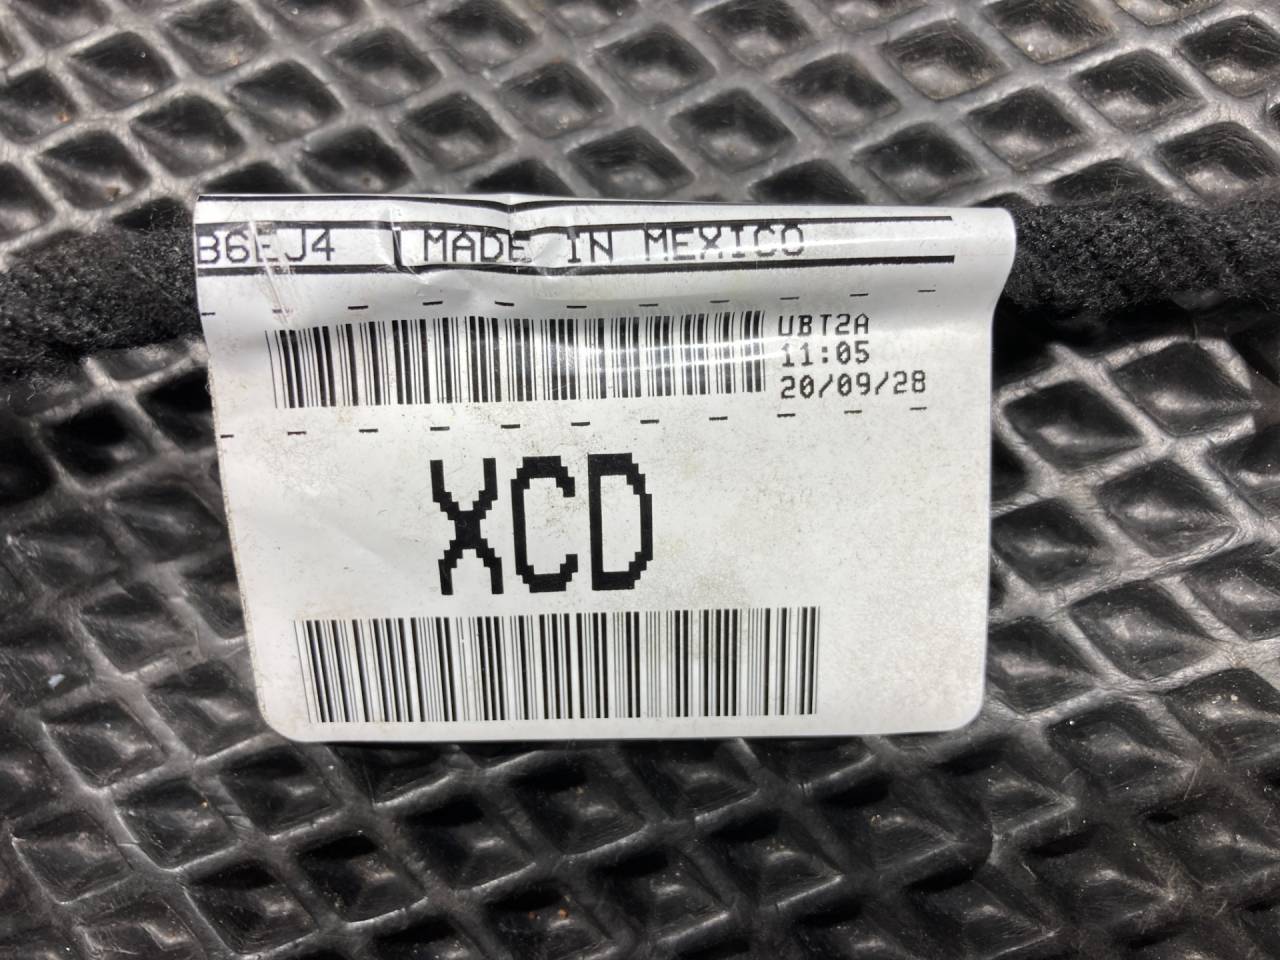 B6EJ4 MADE IN MEXICO
UBT2A
11:05
20/09/28
XCD